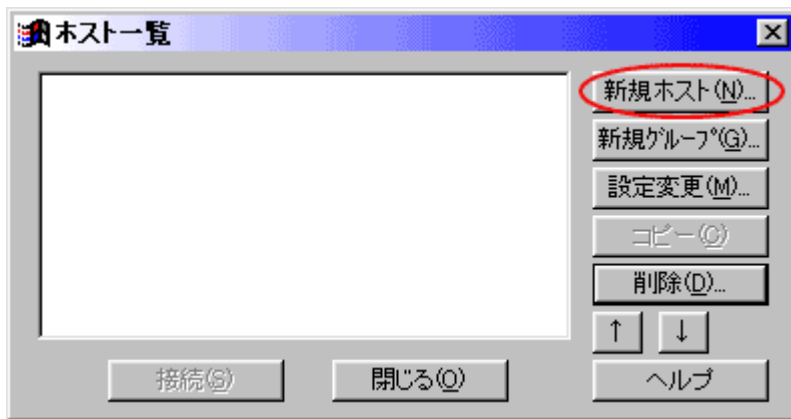 ホスト一覧
新規ホスト(N)...
新規ｸﾞﾙｰﾌﾟ(G)...
設定変更(M)...
コピー(C)
削除(D)...
↑ ↓
接続(S) 閉じる(O) ヘルプ